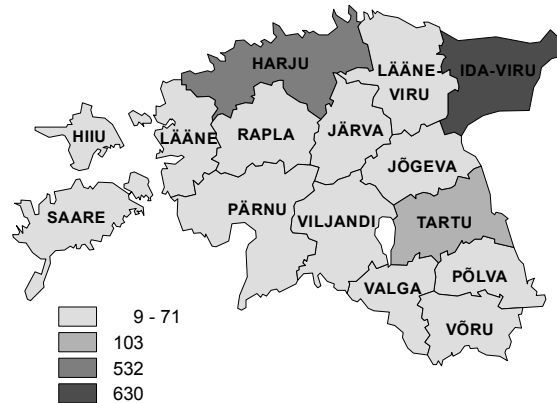 HARJU
LÄÄNE-
VIRU
IDA-VIRU
HIIU
LÄÄNE
RAPLA
JÄRVA
JÕGEVA
SAARE
PÄRNU
VILJANDI
TARTU
VALGA
PÕLVA
VÕRU
9 - 71
103
532
630